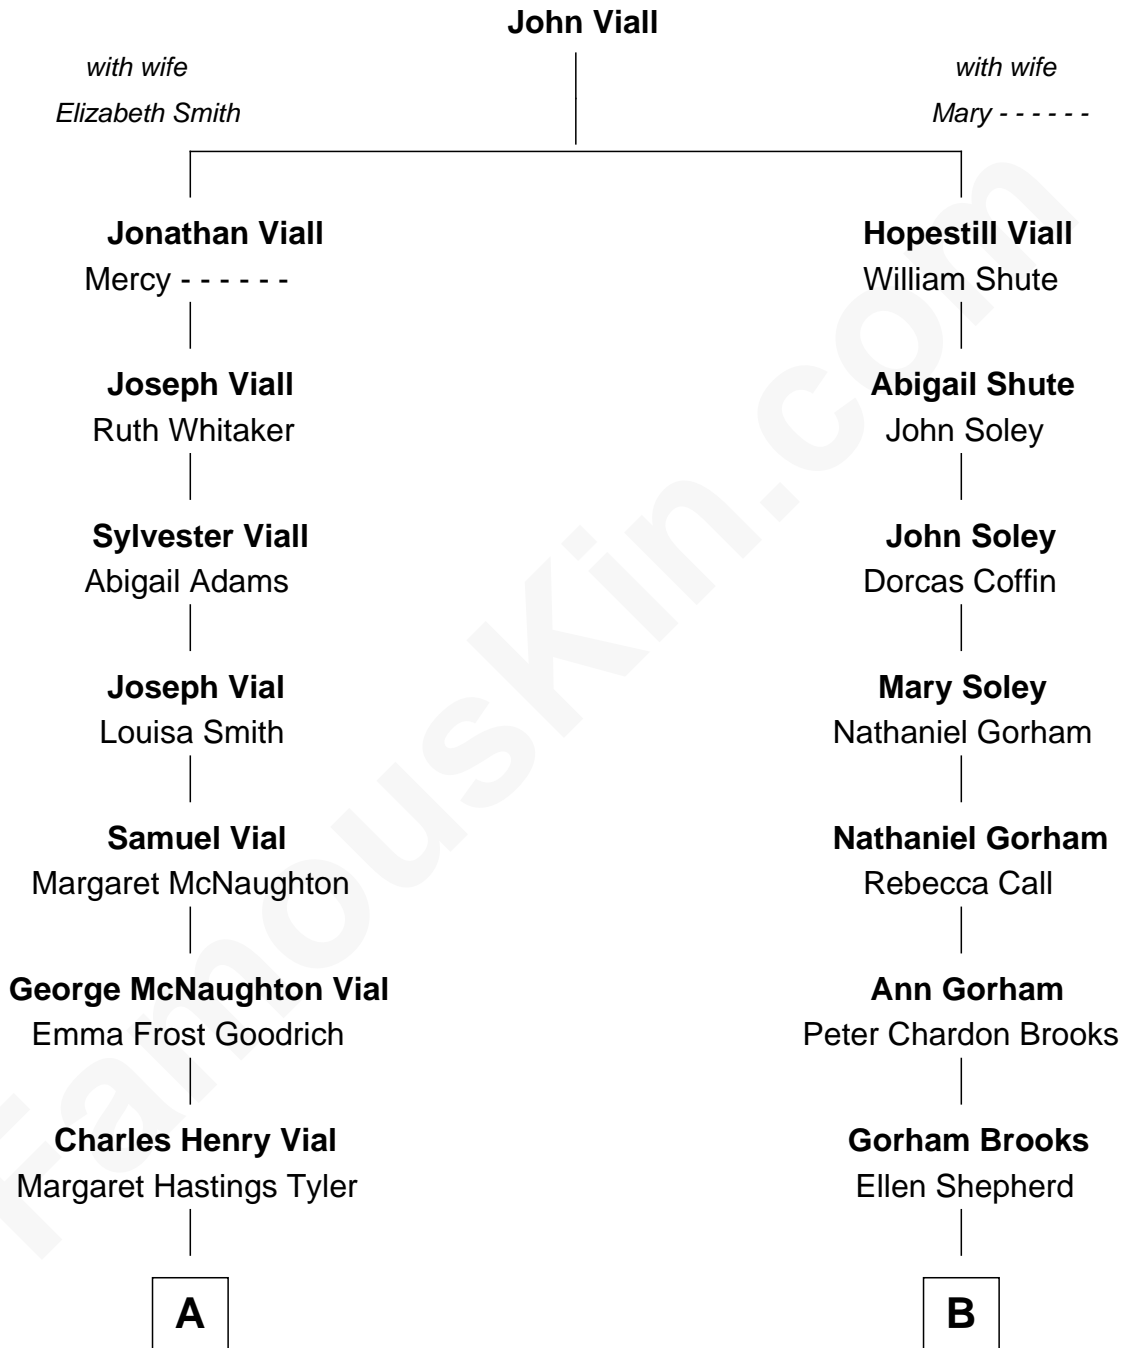 John Viall
with wife
Elizabeth Smith
with wife
Mary - - - - - -
Jonathan Viall
Mercy - - - - - -
Hopestill Viall
William Shute
Joseph Viall
Ruth Whitaker
Abigail Shute
John Soley
Sylvester Viall
Abigail Adams
John Soley
Dorcas Coffin
Joseph Vial
Louisa Smith
Mary Soley
Nathaniel Gorham
Samuel Vial
Margaret McNaughton
Nathaniel Gorham
Rebecca Call
George McNaughton Vial
Emma Frost Goodrich
Ann Gorham
Peter Chardon Brooks
Charles Henry Vial
Margaret Hastings Tyler
Gorham Brooks
Ellen Shepherd
A
B
FamousKin.com